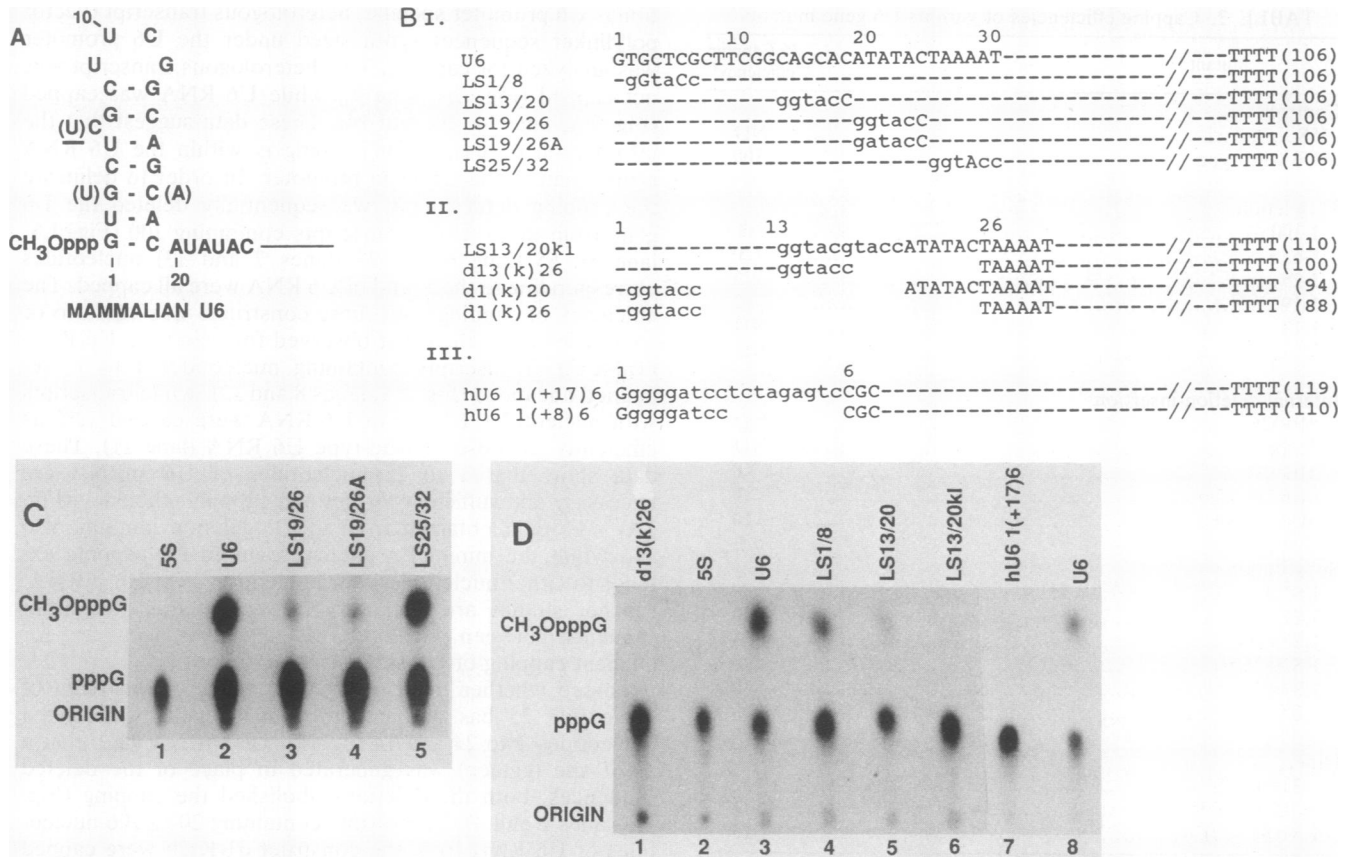 A
10
U C
U G
C G
G C
(U) C A
U - G
C - C (A)
(U) G - A
U - C AUAUAC
CH3Oppp G
1 20
MAMMALIAN U6
B I.
1 10 20 30
U6 GTGCTCGCTTCGGCAGCACATATACTAAAAT-------------//---TTTT(106)
LS1/8 -gGTaCc------------------------------------//---TTTT(106)
LS13/20 -------------ggtacC-------------------------//---TTTT(106)
LS19/26 -------------------ggtacC-------------------//---TTTT(106)
LS19/26A -------------------gatacC-------------------//---TTTT(106)
LS25/32 -------------------------ggtAcc-------------//---TTTT(106)
II.
1 13 26
LS13/20kl -------------ggtacgtaccATATACTAAAAT---------//---TTTT(110)
d13(k)26 -------------ggtacc TAAAAT---------//---TTTT(100)
d1(k)20 -ggtacc ATATACTAAAAT---------//---TTTT (94)
d1(k)26 -ggtacc TAAAAT---------//---TTTT (88)
III.
1 6
hU6 1(+17)6 GgggggatcctctagagtcCGC--------------------------//---TTTT(119)
hU6 1(+8)6 Ggggggatcc CGC--------------------------//---TTTT(110)
C
5S
U6
LS19/26
LS19/26A
LS25/32
CH3OpppG
pppG
ORIGIN
1 2 3 4 5
D
d13(k)26
5S
U6
LS1/8
LS13/20
LS13/20kl
hU6 1(+17)6
U6
CH3OpppG
pppG
ORIGIN
1 2 3 4 5 6 7 8